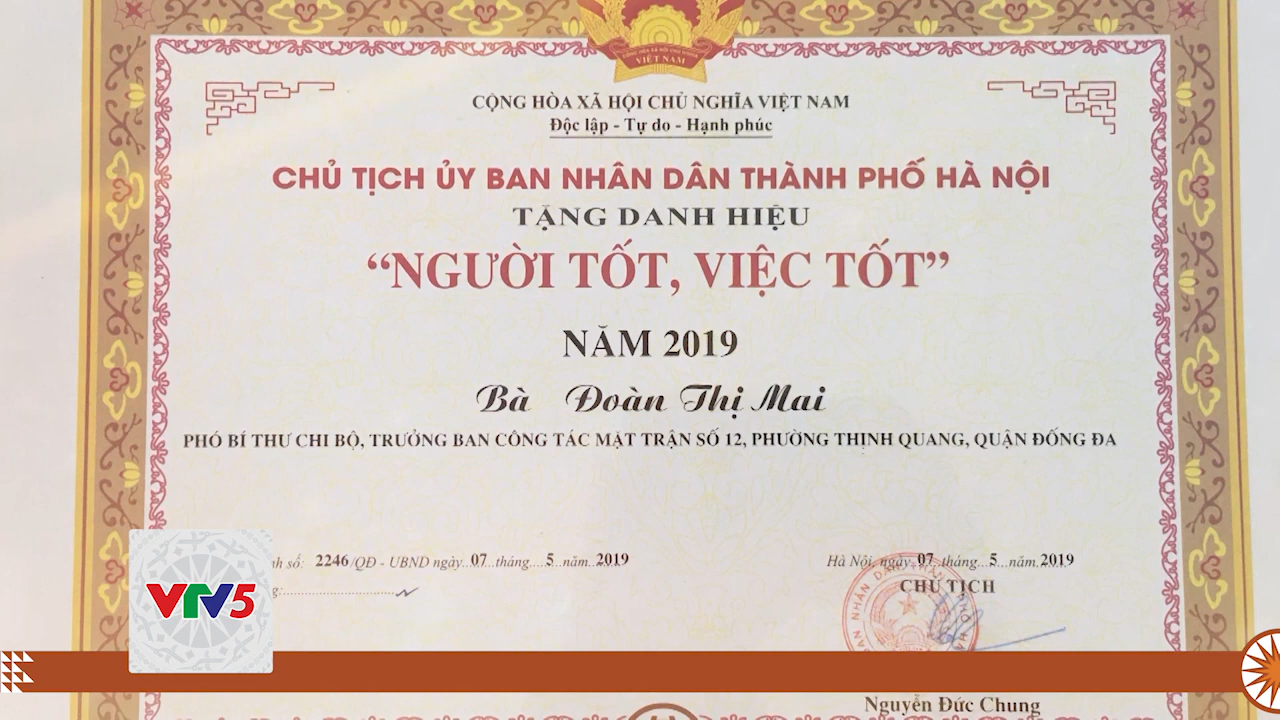 VIỆT NAM
CỘNG HÒA XÃ HỘI CHỦ NGHĨA VIỆT NAM
Độc lập - Tự do - Hạnh phúc
CHỦ TỊCH ỦY BAN NHÂN DÂN THÀNH PHỐ HÀ NỘI
TẶNG DANH HIỆU
“NGƯỜI TỐT, VIỆC TỐT”
NĂM 2019
Bà Đoàn Thị Mai
PHÓ BÍ THƯ CHI BỘ, TRƯỞNG BAN CÔNG TÁC MẶT TRẬN SỐ 12, PHƯỜNG THỊNH QUANG, QUẬN ĐỐNG ĐA
số: 2246/QĐ - UBND ngày 07 tháng 5 năm 2019
Hà Nội, ngày 07 tháng 5 năm 2019
CHỦ TỊCH
VTV5
Nguyễn Đức Chung